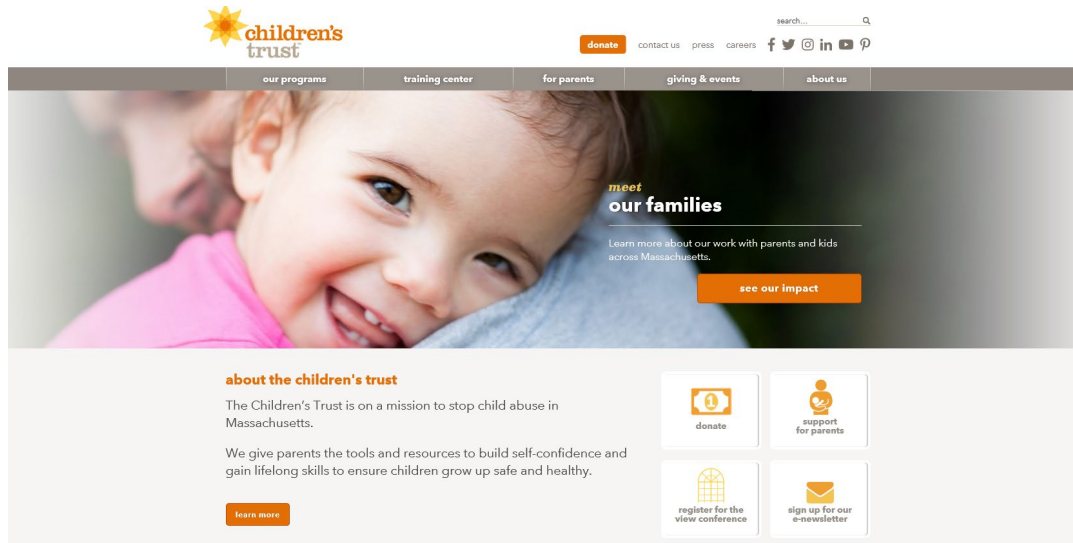 children's
trust
search...
donate
contact us
press
careers
our programs
training center
for parents
giving & events
about us
meet
our families
Learn more about our work with parents and kids
across Massachusetts.
see our impact
about the children's trust
The Children's Trust is on a mission to stop child abuse in
Massachusetts.
We give parents the tools and resources to build self-confidence and
gain lifelong skills to ensure children grow up safe and healthy.
learn more
1
donate
support
for parents
register for the
view conference
sign up for our
e-newsletter